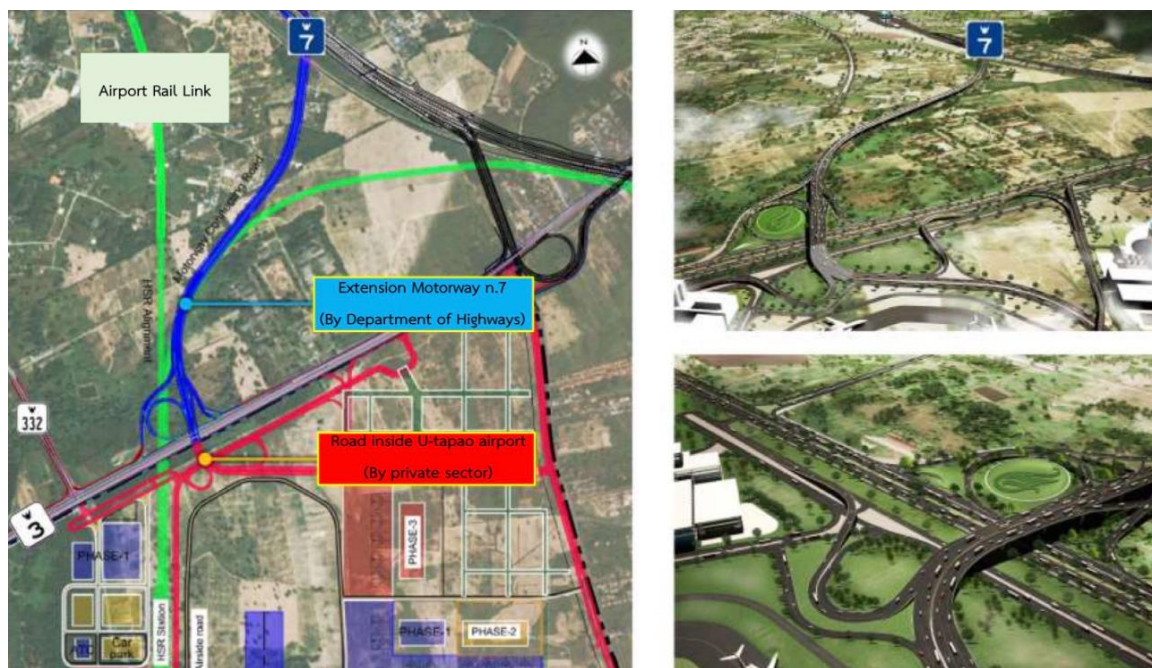 7
N
Airport Rail Link
Motorway Connecting Road
HSR Alignment
Extension Motorway n.7
(By Department of Highways)
332
Road inside U-tapao airport
(By private sector)
3
PHASE-1
PHASE-3
ATC
Car
park
HSR Station
Airside road
PHASE-1
PHASE-2
7